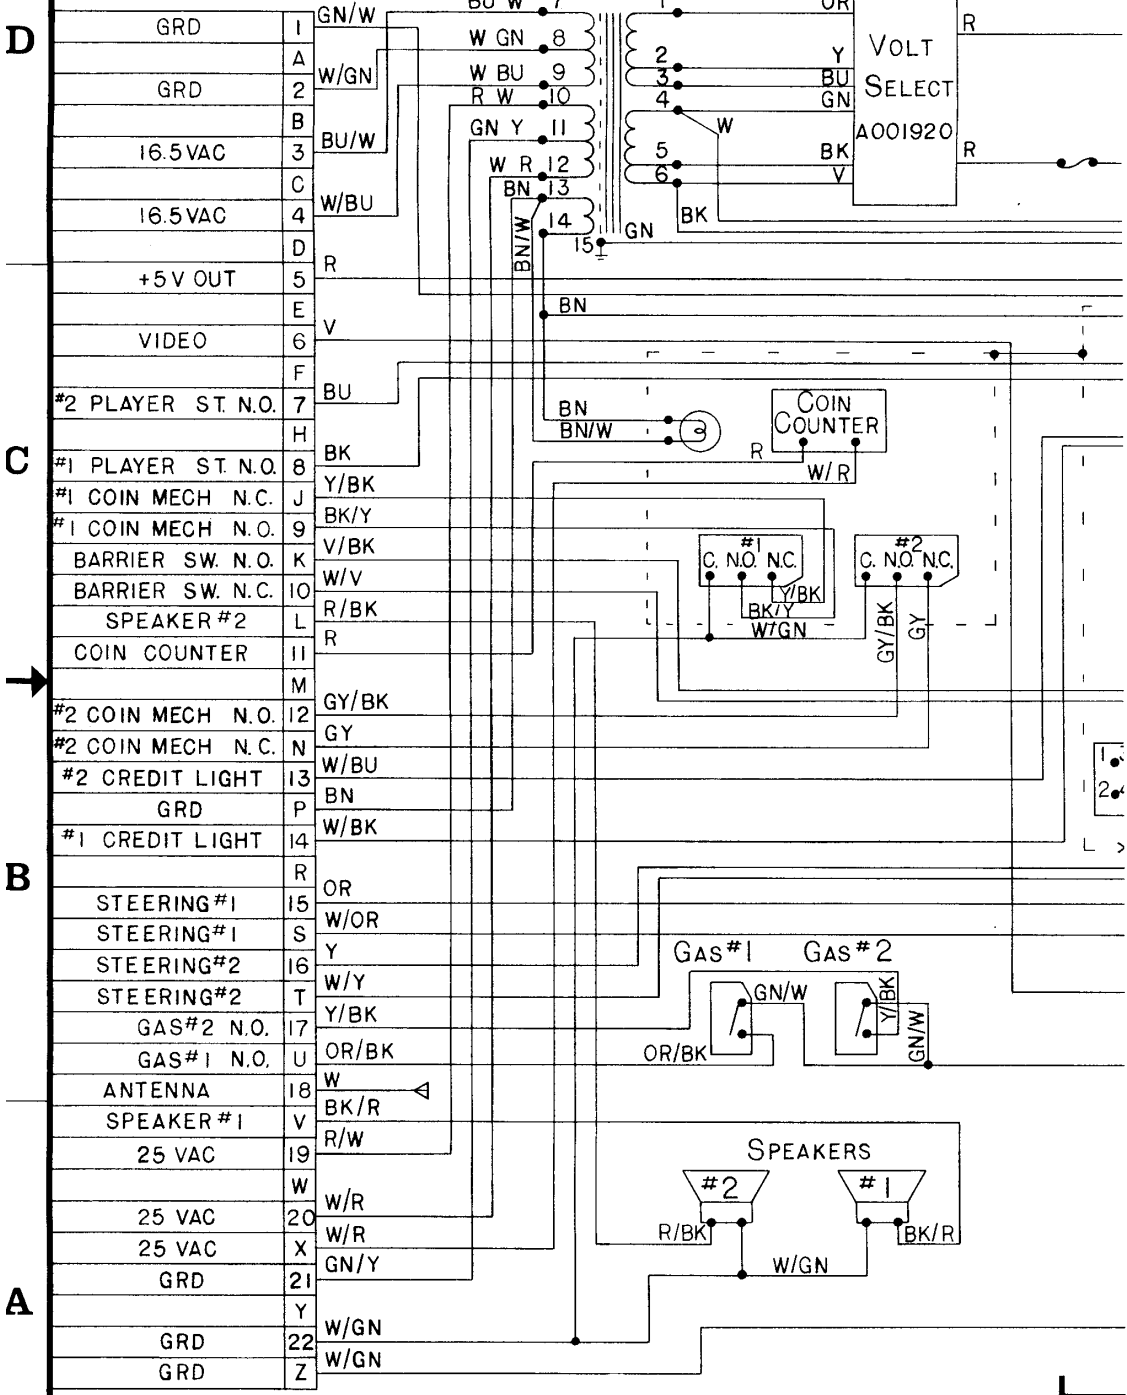 D
C
B
A
GRD 1 GN/W
A
GRD 2 W/GN
B
16.5VAC 3 BU/W
C
16.5VAC 4 W/BU
D
+5V OUT 5 R
E
VIDEO 6 V
F
#2 PLAYER ST. N.O. 7 BU
H
#1 PLAYER ST. N.O. 8 BK
#1 COIN MECH N.C. J Y/BK
#1 COIN MECH N.O. 9 BK/Y
BARRIER SW. N.O. K V/BK
BARRIER SW. N.C. 10 W/V
SPEAKER #2 L R/BK
COIN COUNTER 11 R
M
#2 COIN MECH N.O. 12 GY/BK
#2 COIN MECH N.C. N GY
#2 CREDIT LIGHT 13 W/BU
GRD P BN
#1 CREDIT LIGHT 14 W/BK
R
STEERING #1 15 OR
STEERING #1 S W/OR
STEERING #2 16 Y
STEERING #2 T W/Y
GAS #2 N.O. 17 Y/BK
GAS #1 N.O. U OR/BK
ANTENNA 18 W
SPEAKER #1 V BK/R
25 VAC 19 R/W
W
25 VAC 20 W/R
25 VAC X W/R
GRD 21 GN/Y
Y
GRD 22 W/GN
GRD Z W/GN
BU W 7
W GN 8
W BU 9
R W 10
GN Y 11
W R 12
BN 13
14
15
BN/W
GN
1 OR
2 Y
3 BU
4 GN
W
5 BK
6 V
BK
VOLT
SELECT
A001920
R
R
BN
BN
BN/W
COIN
COUNTER
R
W/R
#1
C. N.O. N.C.
#2
C. N.O. N.C.
Y/BK
BK/Y
W/GN
GY/BK
GY
1
2
GAS #1
GAS #2
GN/W
OR/BK
Y/BK
GN/W
SPEAKERS
#2
#1
R/BK
BK/R
W/GN